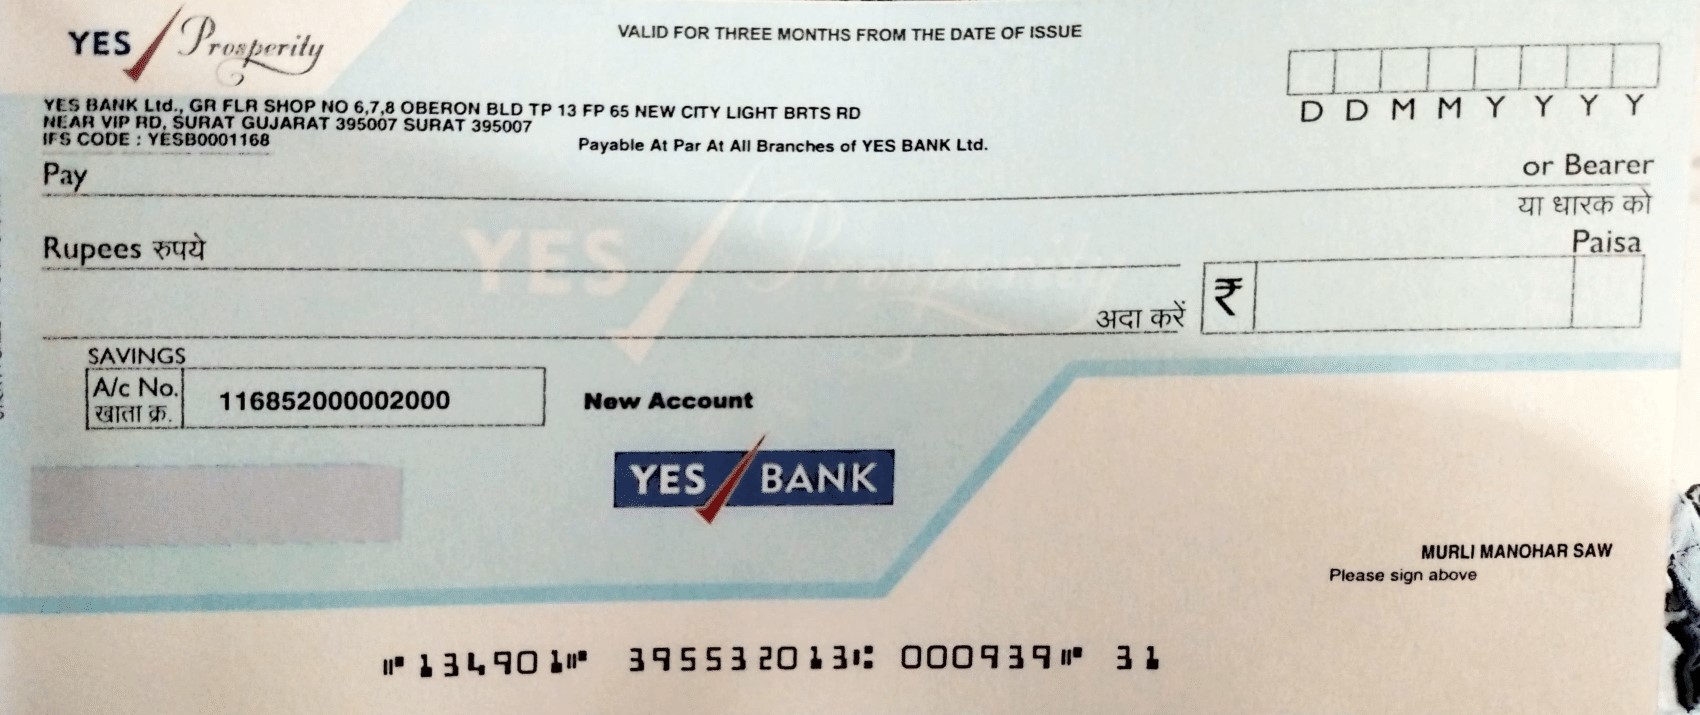 YES Prosperity
VALID FOR THREE MONTHS FROM THE DATE OF ISSUE
D D M M Y Y Y Y
YES BANK Ltd., GR FLR SHOP NO 6,7,8 OBERON BLD TP 13 FP 65 NEW CITY LIGHT BRTS RD
NEAR VIP RD, SURAT GUJARAT 395007 SURAT 395007
IFS CODE : YESB0001168
Payable At Par At All Branches of YES BANK Ltd.
Pay
or Bearer
या धारक को
YES Prosperity
Rupees रुपये
Paisa
अदा करें
₹
SAVINGS
A/c No.
खाता क्र.
116852000002000
New Account
YES BANK
MURLI MANOHAR SAW
Please sign above
⑈134901⑈ 395532013⑆ 000939⑈ 31